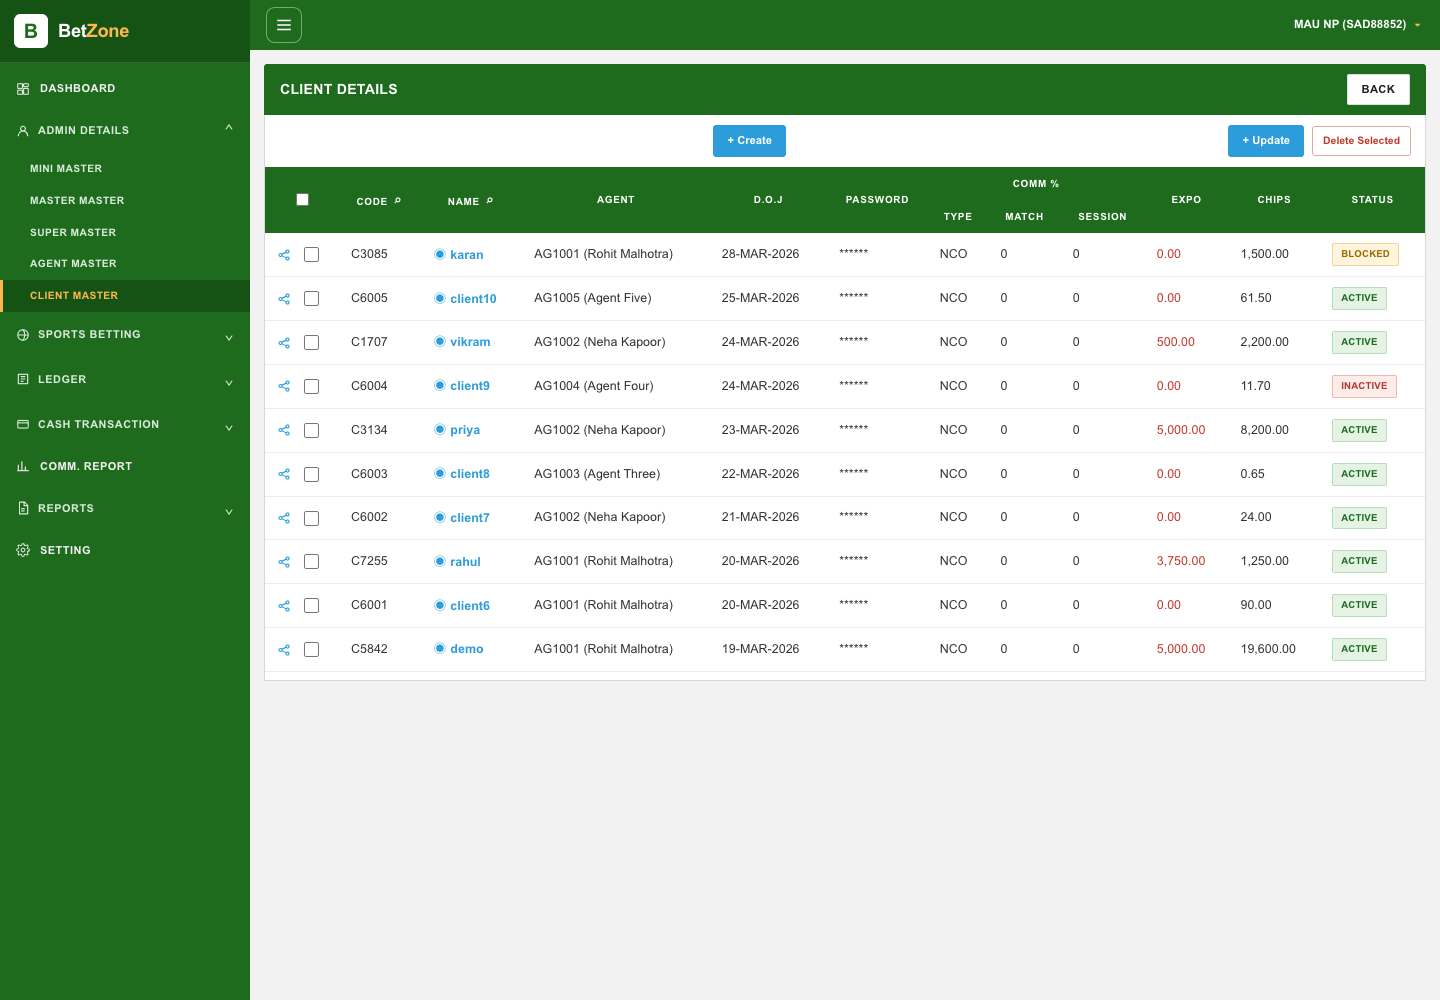 B BetZone
MAU NP (SAD88852)
DASHBOARD
ADMIN DETAILS
MINI MASTER
MASTER MASTER
SUPER MASTER
AGENT MASTER
CLIENT MASTER
SPORTS BETTING
LEDGER
CASH TRANSACTION
COMM. REPORT
REPORTS
SETTING
CLIENT DETAILS BACK
+ Create + Update Delete Selected
CODE NAME AGENT D.O.J PASSWORD COMM % EXPO CHIPS STATUS
TYPE MATCH SESSION
C3085 karan AG1001 (Rohit Malhotra) 28-MAR-2026 ****** NCO 0 0 0.00 1,500.00 BLOCKED
C6005 client10 AG1005 (Agent Five) 25-MAR-2026 ****** NCO 0 0 0.00 61.50 ACTIVE
C1707 vikram AG1002 (Neha Kapoor) 24-MAR-2026 ****** NCO 0 0 500.00 2,200.00 ACTIVE
C6004 client9 AG1004 (Agent Four) 24-MAR-2026 ****** NCO 0 0 0.00 11.70 INACTIVE
C3134 priya AG1002 (Neha Kapoor) 23-MAR-2026 ****** NCO 0 0 5,000.00 8,200.00 ACTIVE
C6003 client8 AG1003 (Agent Three) 22-MAR-2026 ****** NCO 0 0 0.00 0.65 ACTIVE
C6002 client7 AG1002 (Neha Kapoor) 21-MAR-2026 ****** NCO 0 0 0.00 24.00 ACTIVE
C7255 rahul AG1001 (Rohit Malhotra) 20-MAR-2026 ****** NCO 0 0 3,750.00 1,250.00 ACTIVE
C6001 client6 AG1001 (Rohit Malhotra) 20-MAR-2026 ****** NCO 0 0 0.00 90.00 ACTIVE
C5842 demo AG1001 (Rohit Malhotra) 19-MAR-2026 ****** NCO 0 0 5,000.00 19,600.00 ACTIVE